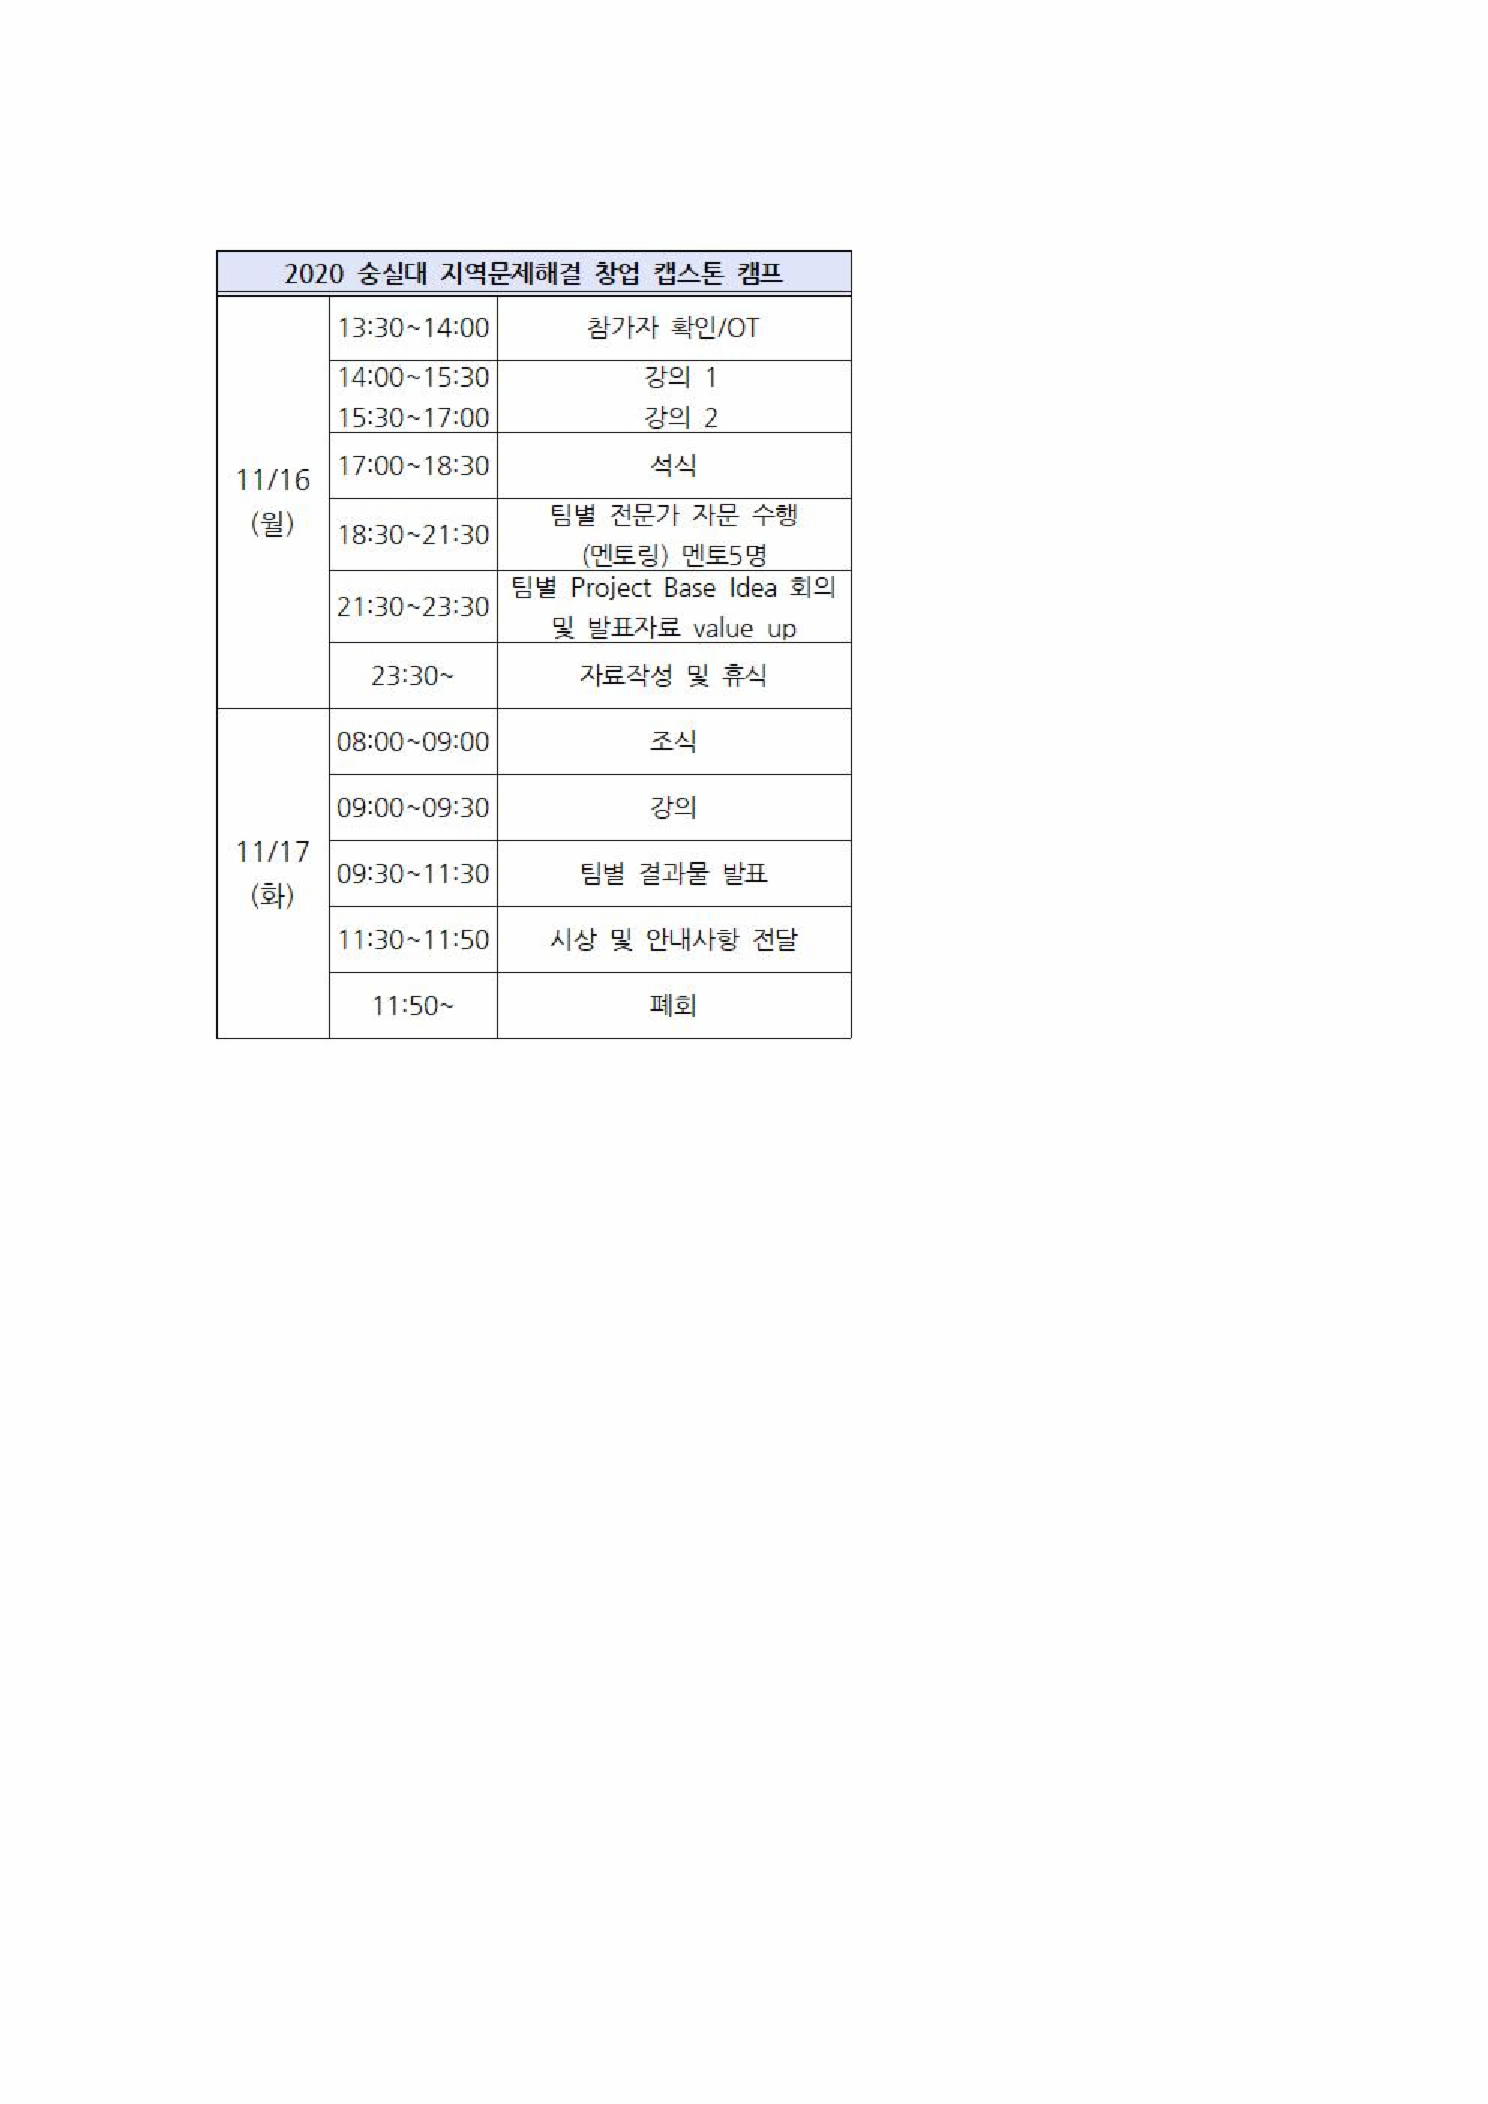 2020 숭실대 지역문제해결 창업 캡스톤 캠프
11/16
(월)
13:30~14:00 참가자 확인/OT
14:00~15:30 강의 1
15:30~17:00 강의 2
17:00~18:30 석식
18:30~21:30 팀별 전문가 자문 수행
(멘토링) 멘토5명
21:30~23:30 팀별 Project Base Idea 회의
및 발표자료 value up
23:30~ 자료작성 및 휴식
11/17
(화)
08:00~09:00 조식
09:00~09:30 강의
09:30~11:30 팀별 결과물 발표
11:30~11:50 시상 및 안내사항 전달
11:50~ 폐회